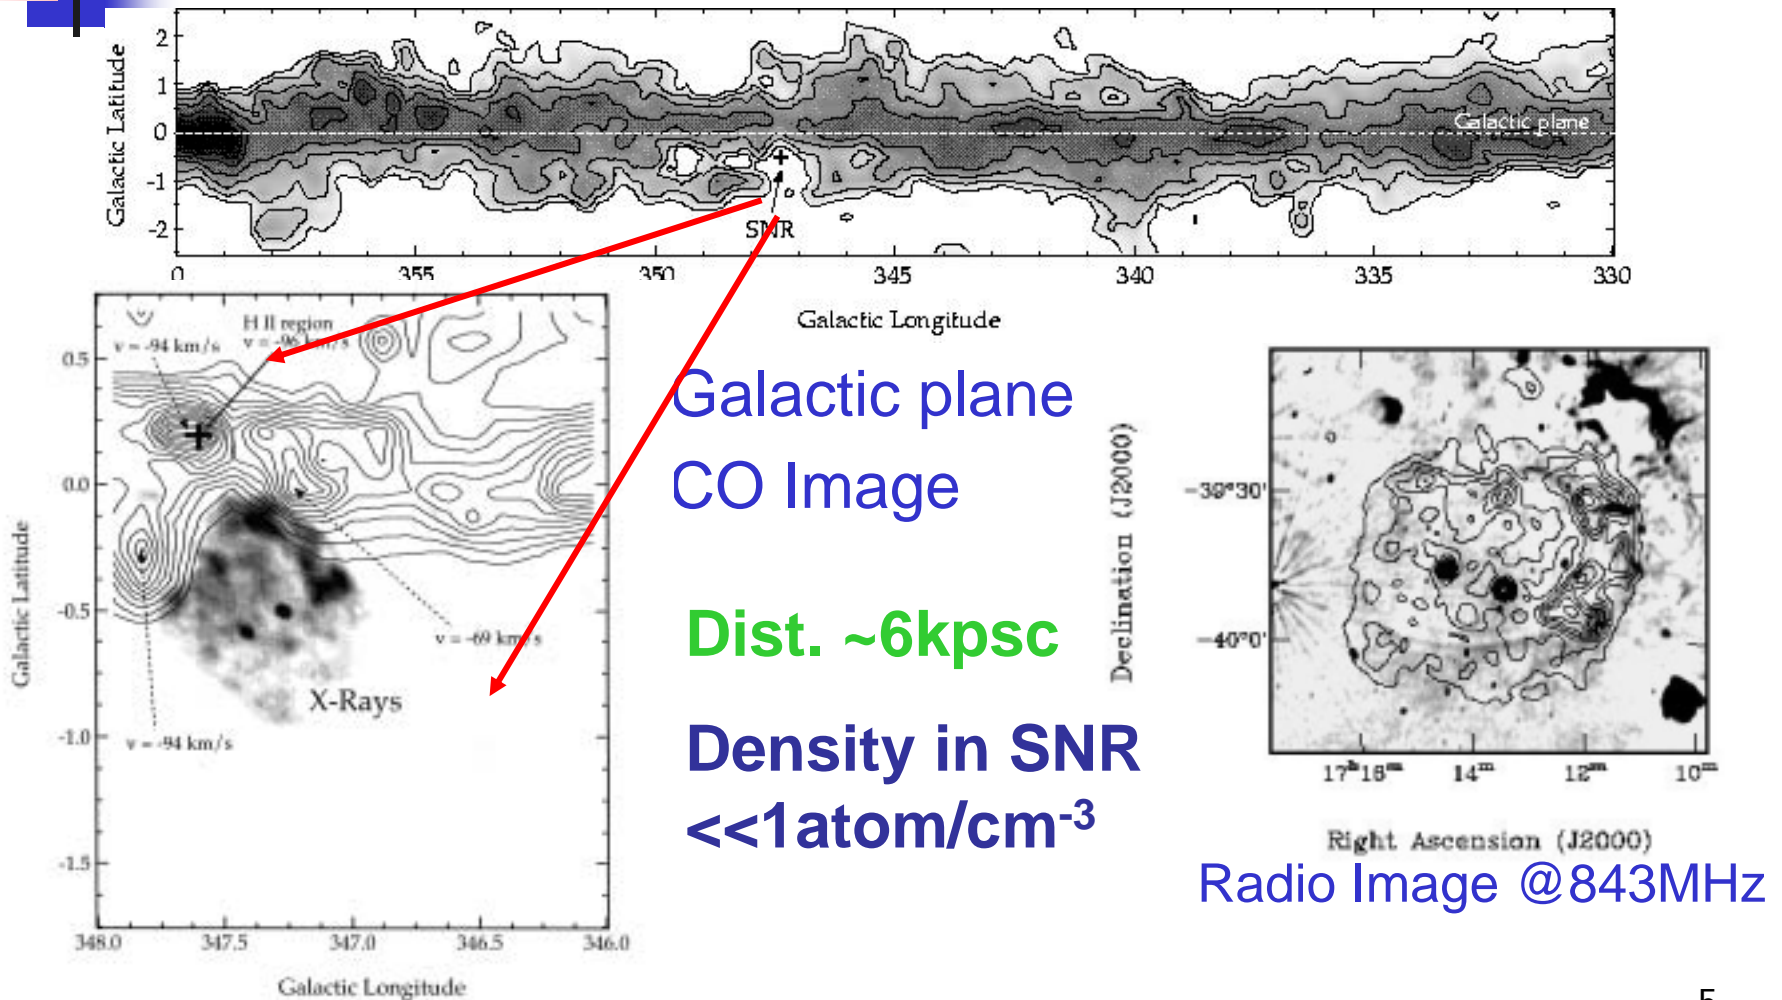 Galactic Latitude
2
1
0
-1
-2
Galactic plane
SNR
0
355
350
345
340
335
330
Galactic Longitude
H II region
v = -94 km/s
v = -96 km/s
0.5
0.0
-0.5
-1.0
-1.5
Galactic Latitude
v = -69 km/s
X-Rays
v = -94 km/s
348.0
347.5
347.0
346.5
346.0
Galactic Longitude
Galactic plane
CO Image
Dist. ~6kpsc
Density in SNR
<<1atom/cm-3
Declination (J2000)
-39°30'
-40°0'
17h16m
14m
12m
10m
Right Ascension (J2000)
Radio Image @843MHz
5